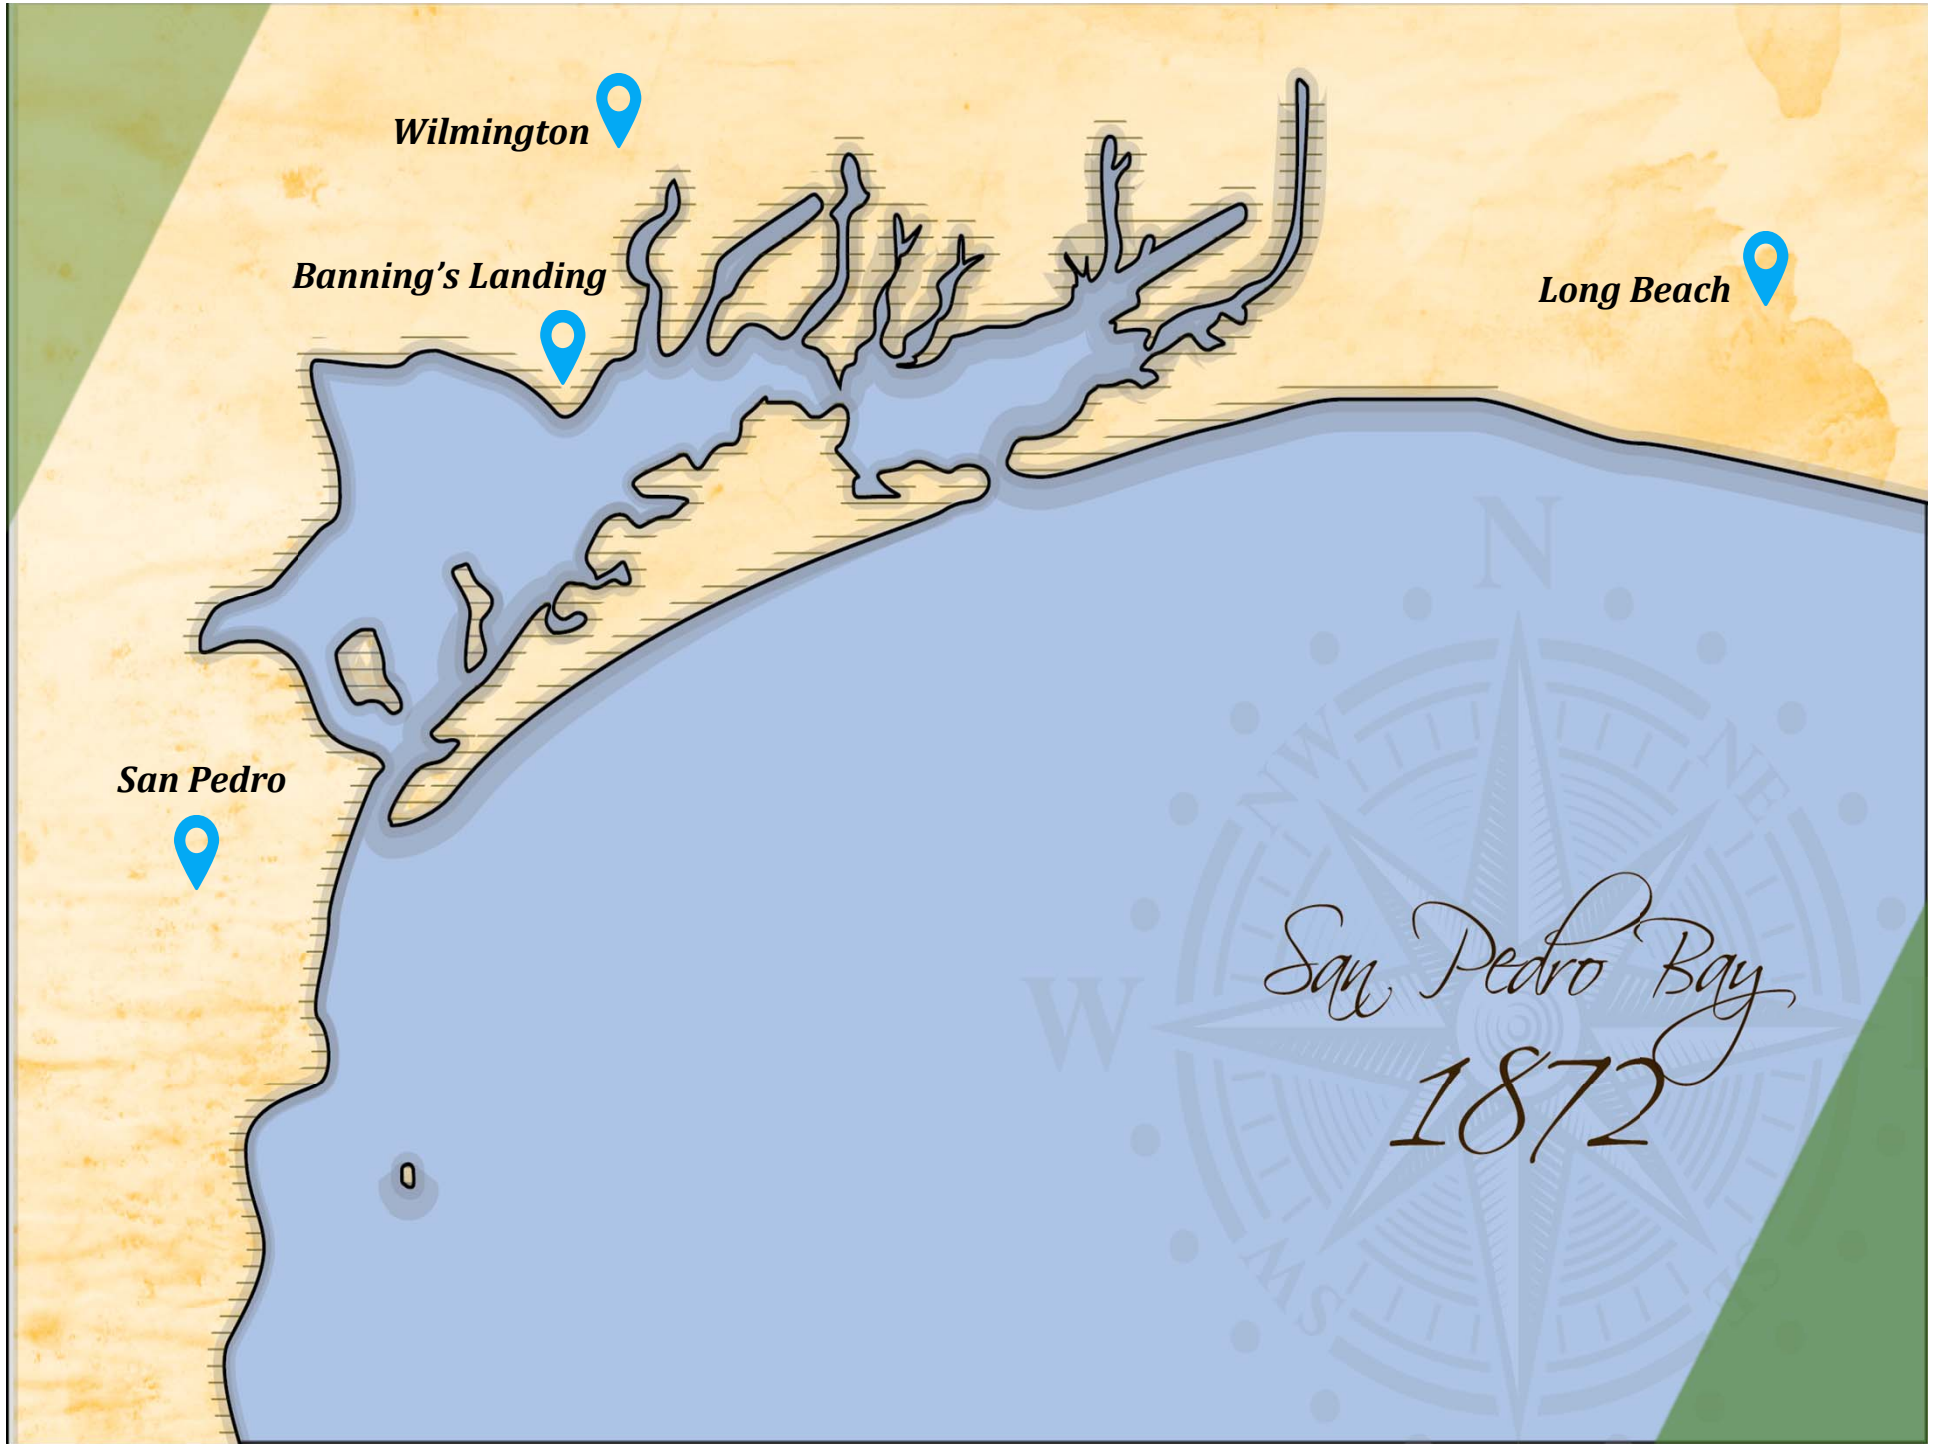 Wilmington
Banning's Landing
Long Beach
N
NW
NE
San Pedro
San Pedro Bay
W
1872
SW